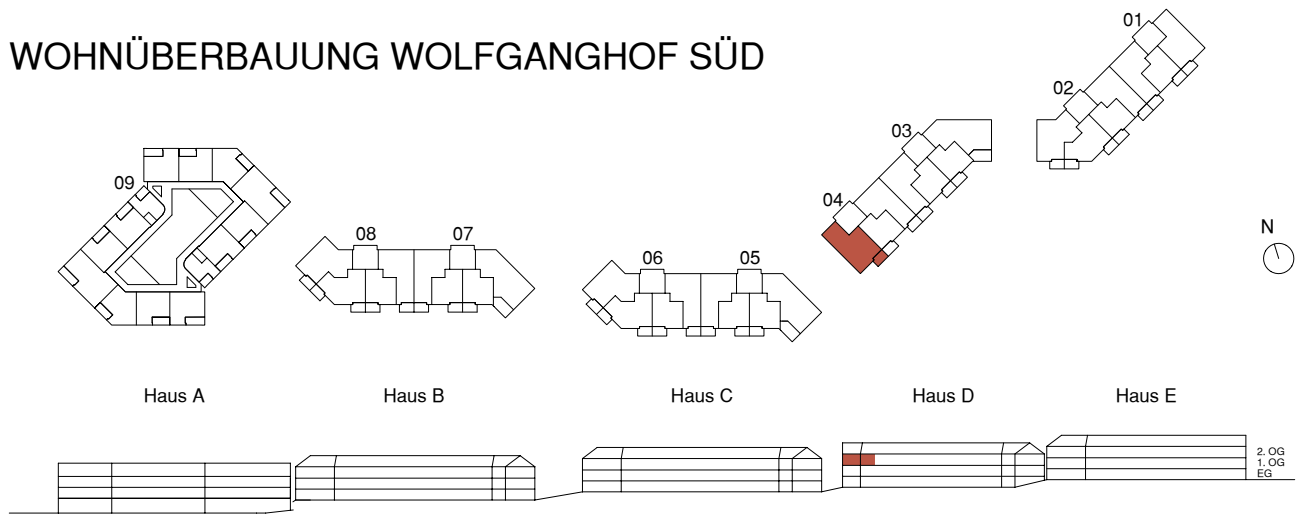 WOHNÜBERBAUUNG WOLFGANGHOF SÜD
01
02
03
04
09
08
07
06
05
N
Haus A
Haus B
Haus C
Haus D
Haus E
2. OG
1. OG
EG